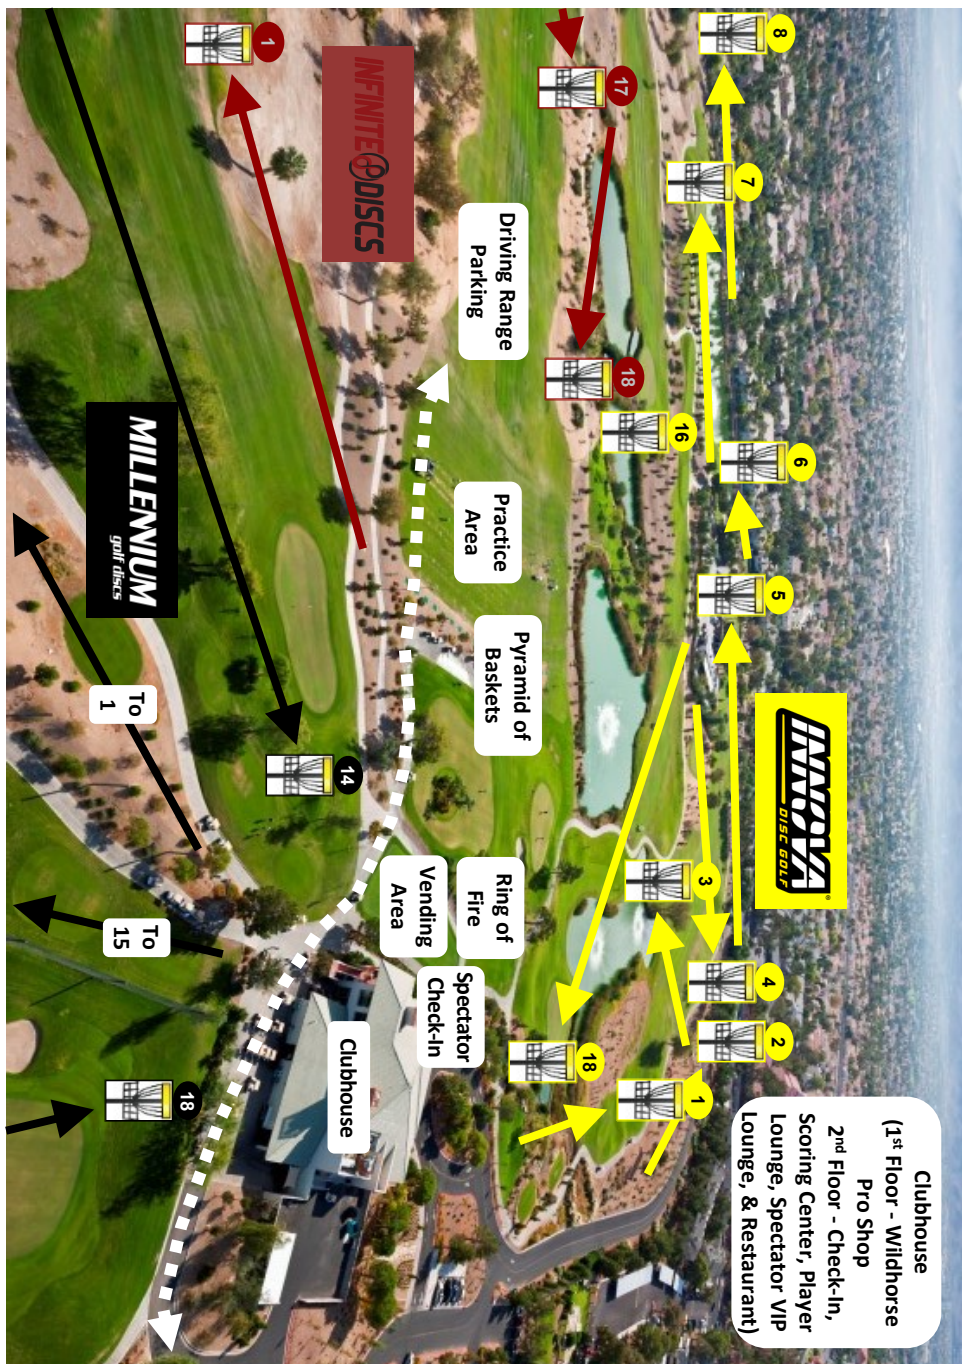 Clubhouse
(1st Floor - Wildhorse
Pro Shop
2nd Floor - Check-In,
Scoring Center, Player
Lounge, Spectator VIP
Lounge, & Restaurant)
INNOVA
DISC GOLF
®
8
7
6
5
4
3
2
1
16
18
17
18
1
INFINITE DISCS
Driving Range
Parking
Practice
Area
Pyramid of
Baskets
Ring of
Fire
Vending
Area
Spectator
Check-In
Clubhouse
MILLENNIUM
golf discs
14
To
1
To
15
18